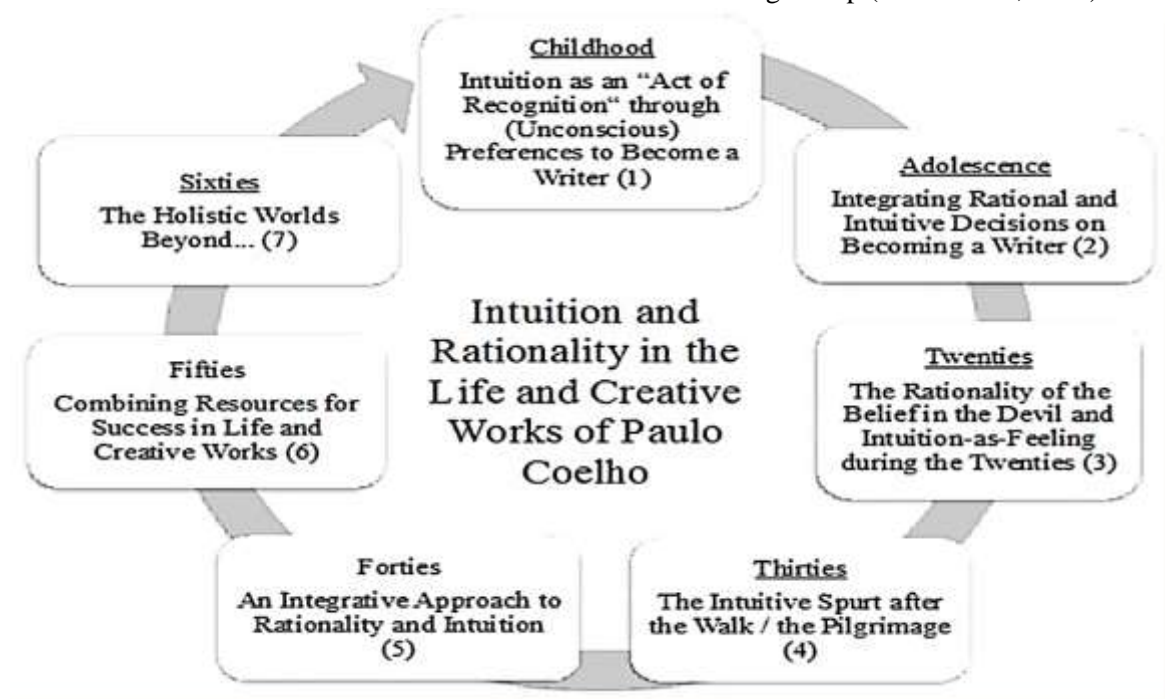 Childhood
Intuition as an “Act of
Recognition“ through
(Unconscious)
Preferences to Become a
Writer (1)
Adolescence
Integrating Rational and
Intuitive Decisions on
Becoming a Writer (2)
Twenties
The Rationality of the
Belief in the Devil and
Intuition-as-Feeling
during the Twenties (3)
Thirties
The Intuitive Spurt after
the Walk / the Pilgrimage
(4)
Forties
An Integrative Approach to
Rationality and Intuition
(5)
Fifties
Combining Resources for
Success in Life and
Creative Works (6)
Sixties
The Holistic Worlds
Beyond... (7)
Intuition and
Rationality in the
Life and Creative
Works of Paulo
Coelho